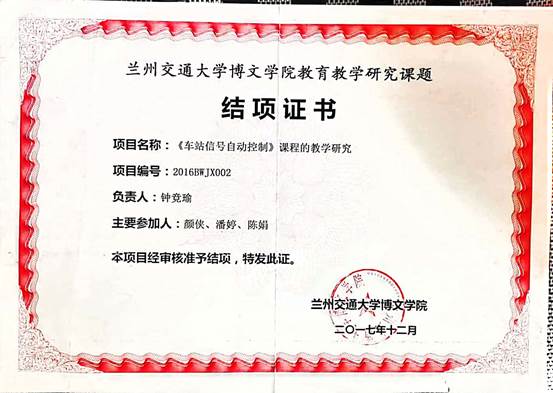 兰州交通大学博文学院教育教学研究课题
结项证书
项目名称：《车站信号自动控制》课程的教学研究
项目编号：2016BWJX002
负责人：钟竞瑜
主要参加人：颜侠、潘婷、陈娟
本项目经审核准予结项，特发此证。
兰州交通大学博文学院
二〇一七年十二月